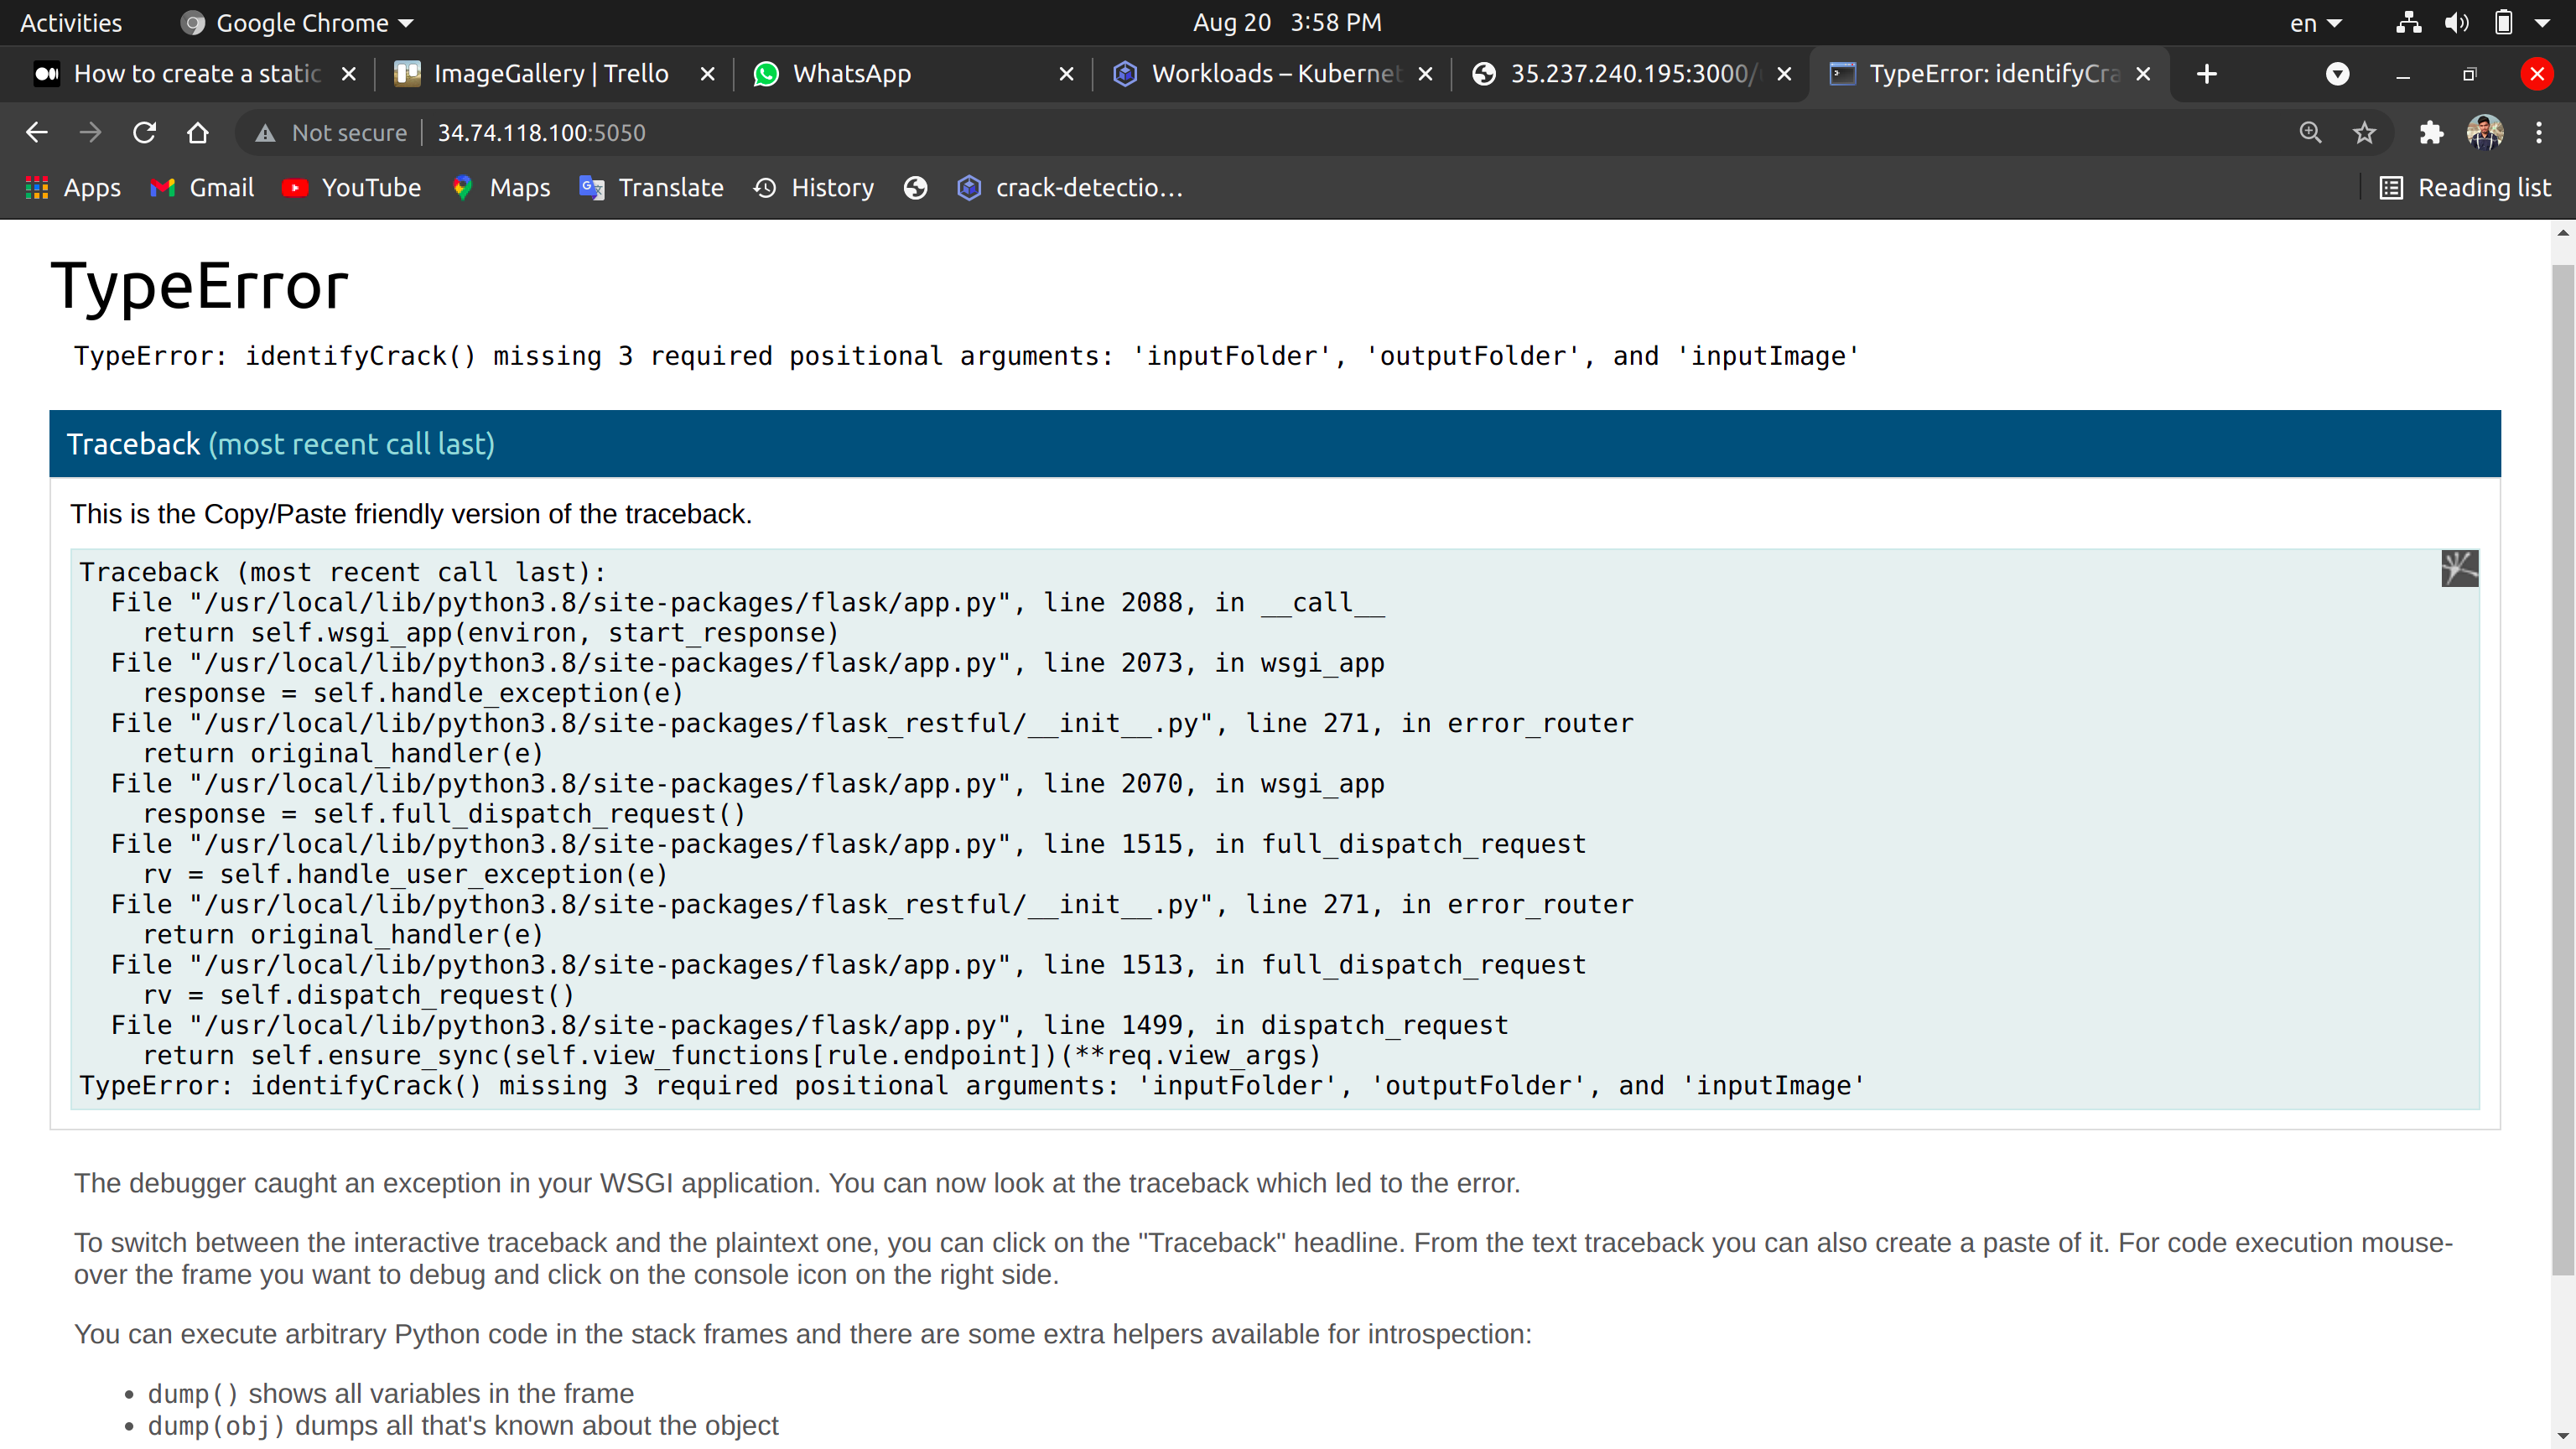 Activities
Google Chrome
Aug 20 3:58 PM
en
How to create a static
ImageGallery | Trello
WhatsApp
Workloads – Kubernet
35.237.240.195:3000/
TypeError: identifyCra
Not secure
34.74.118.100:5050
Apps
Gmail
YouTube
Maps
Translate
History
crack-detectio…
Reading list
TypeError
TypeError: identifyCrack() missing 3 required positional arguments: 'inputFolder', 'outputFolder', and 'inputImage'
Traceback (most recent call last)
This is the Copy/Paste friendly version of the traceback.
Traceback (most recent call last):
File "/usr/local/lib/python3.8/site-packages/flask/app.py", line 2088, in __call__
return self.wsgi_app(environ, start_response)
File "/usr/local/lib/python3.8/site-packages/flask/app.py", line 2073, in wsgi_app
response = self.handle_exception(e)
File "/usr/local/lib/python3.8/site-packages/flask_restful/__init__.py", line 271, in error_router
return original_handler(e)
File "/usr/local/lib/python3.8/site-packages/flask/app.py", line 2070, in wsgi_app
response = self.full_dispatch_request()
File "/usr/local/lib/python3.8/site-packages/flask/app.py", line 1515, in full_dispatch_request
rv = self.handle_user_exception(e)
File "/usr/local/lib/python3.8/site-packages/flask_restful/__init__.py", line 271, in error_router
return original_handler(e)
File "/usr/local/lib/python3.8/site-packages/flask/app.py", line 1513, in full_dispatch_request
rv = self.dispatch_request()
File "/usr/local/lib/python3.8/site-packages/flask/app.py", line 1499, in dispatch_request
return self.ensure_sync(self.view_functions[rule.endpoint])(**req.view_args)
TypeError: identifyCrack() missing 3 required positional arguments: 'inputFolder', 'outputFolder', and 'inputImage'
The debugger caught an exception in your WSGI application. You can now look at the traceback which led to the error.
To switch between the interactive traceback and the plaintext one, you can click on the "Traceback" headline. From the text traceback you can also create a paste of it. For code execution mouse-
over the frame you want to debug and click on the console icon on the right side.
You can execute arbitrary Python code in the stack frames and there are some extra helpers available for introspection:
• dump() shows all variables in the frame
• dump(obj) dumps all that's known about the object